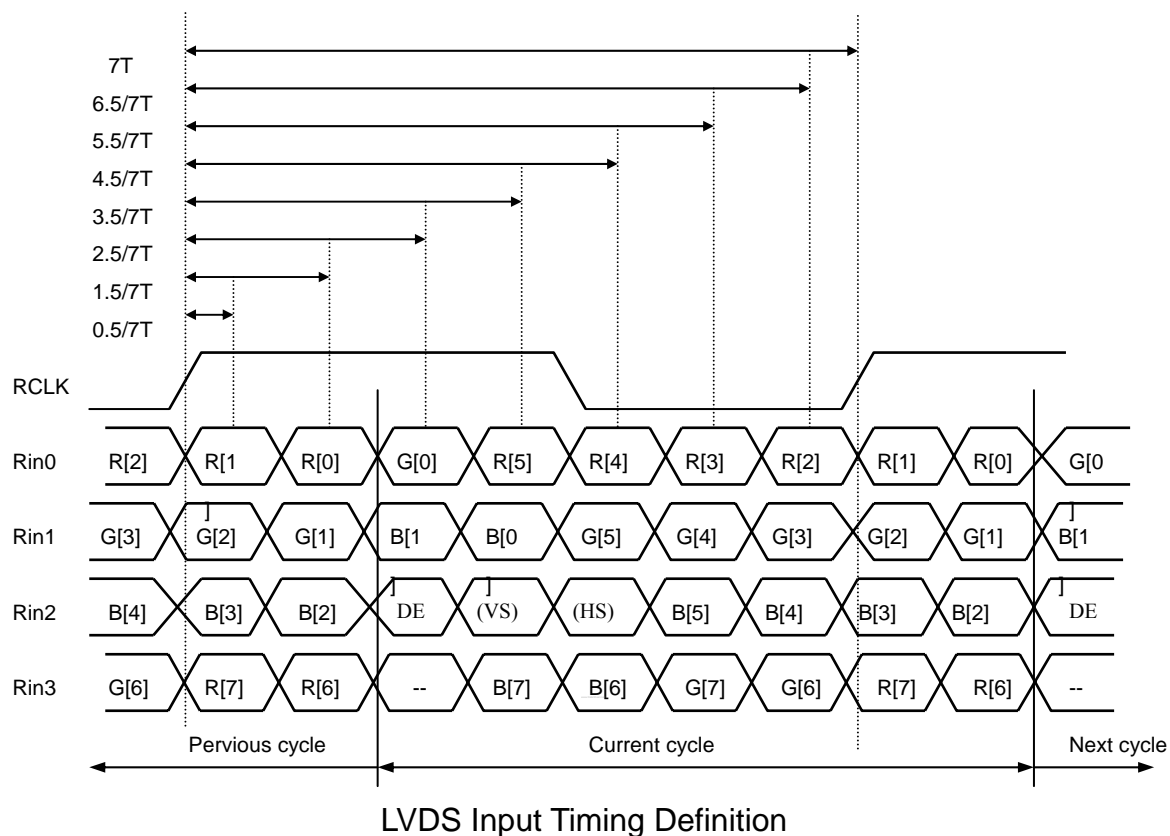 7T
6.5/7T
5.5/7T
4.5/7T
3.5/7T
2.5/7T
1.5/7T
0.5/7T
RCLK
Rin0 R[2] R[1 R[0] G[0] R[5] R[4] R[3] R[2] R[1] R[0] G[0
] ]
Rin1 G[3] G[2] G[1] B[1 B[0 G[5] G[4] G[3] G[2] G[1] B[1
] ] ]
Rin2 B[4] B[3] B[2] DE (VS) (HS) B[5] B[4] B[3] B[2] DE
Rin3 G[6] R[7] R[6] -- B[7] B[6] G[7] G[6] R[7] R[6] --
Pervious cycle Current cycle Next cycle
LVDS Input Timing Definition